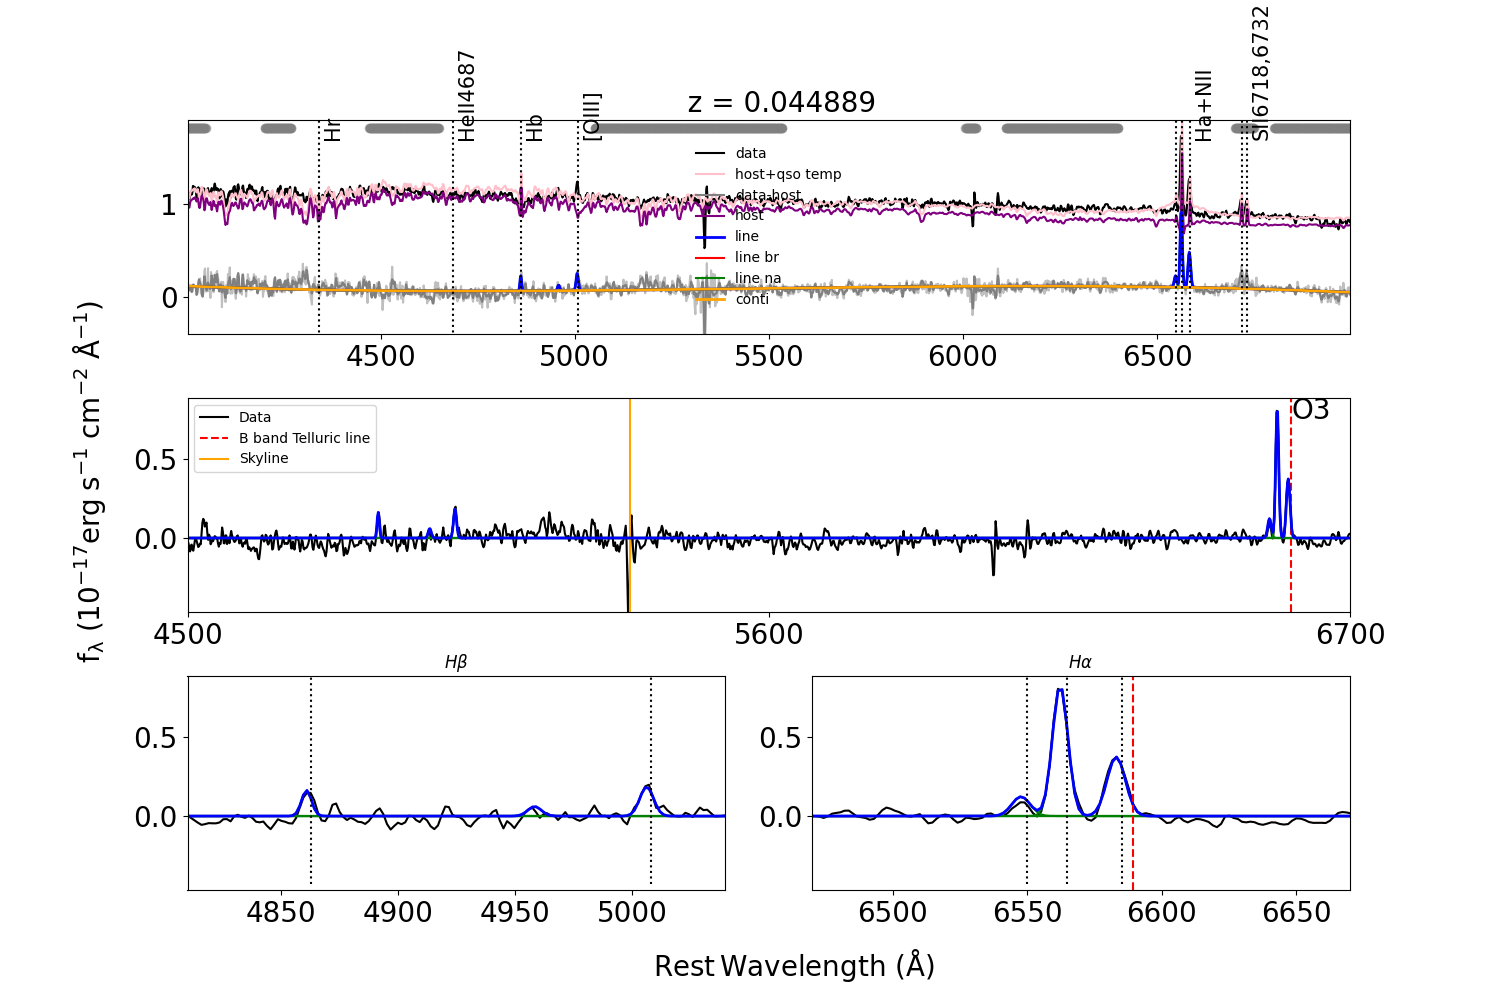 z = 0.044889
Hr
HeII4687
Hb
[OIII]
Ha+NII
SII6718,6732
data
host+qso temp
data-host
host
line
line br
line na
conti
1
0
4500 5000 5500 6000 6500
Data
B band Telluric line
Skyline
O3
0.5
0.0
4500 5600 6700
fλ (10⁻¹⁷erg s⁻¹ cm⁻² Å⁻¹)
Hβ
0.5
0.0
4850 4900 4950 5000
Hα
0.5
0.0
6500 6550 6600 6650
Rest Wavelength (Å)